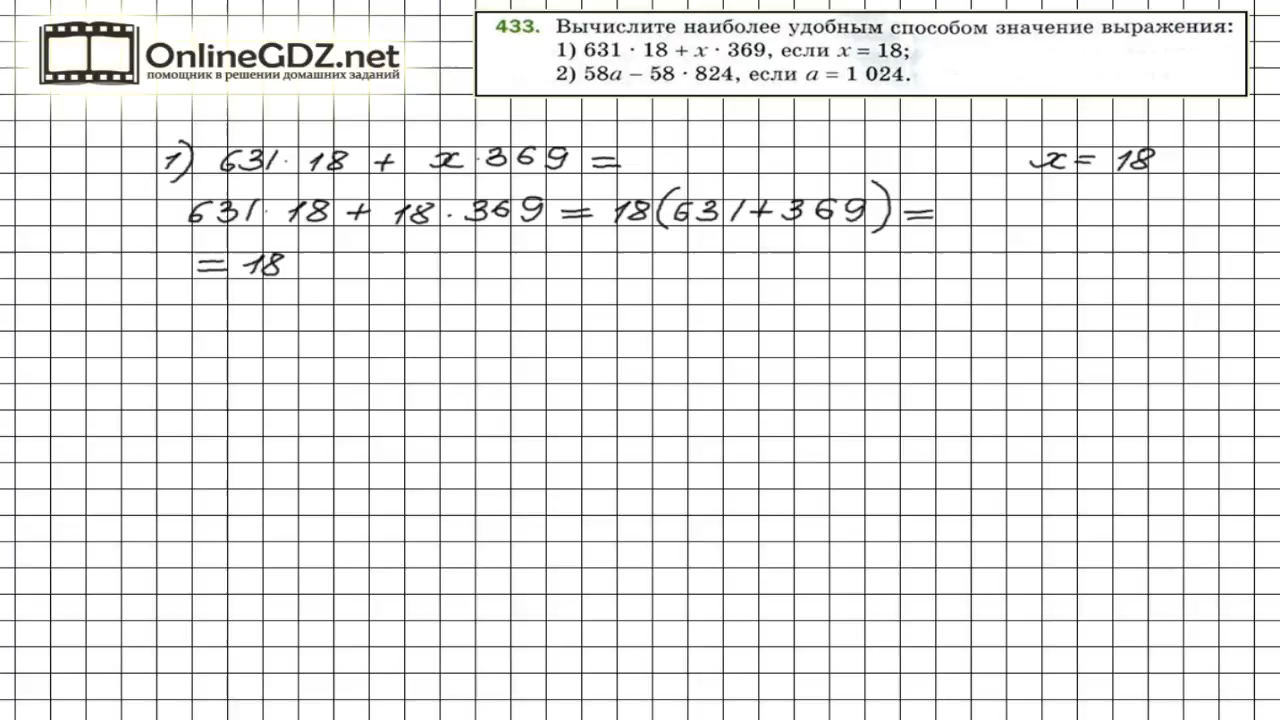 OnlineGDZ.net
помощник в решении домашних заданий
433. Вычислите наиболее удобным способом значение выражения:
1) 631 · 18 + x · 369, если x = 18;
2) 58a − 58 · 824, если a = 1 024.
1) 631 · 18 + x · 369 =
x = 18
631 · 18 + 18 · 369 = 18(631+369) =
= 18